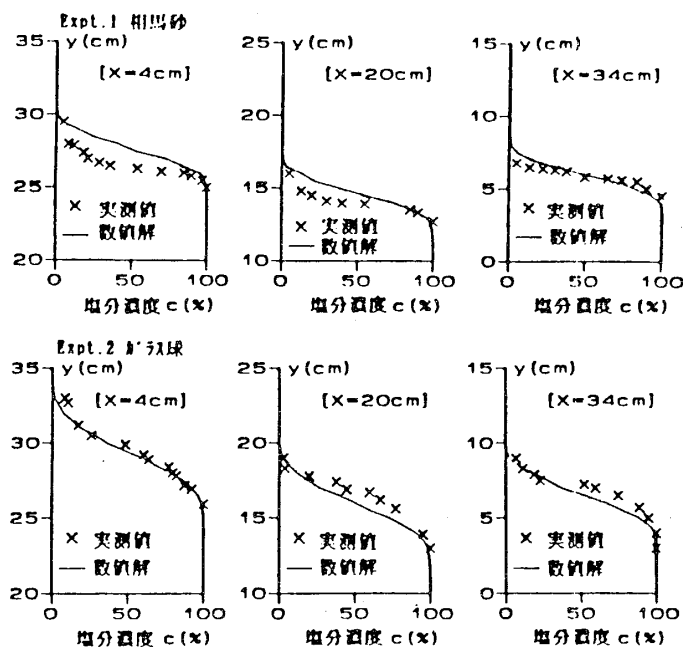 Expt.1 相馬砂
35
y(cm)
[X=4cm]
30
25
× 実測値
— 数値解
20
0
50
100
塩分濃度 c(%)
25
y(cm)
[X=20cm]
20
15
× 実測値
— 数値解
10
0
50
100
塩分濃度 c(%)
15
y(cm)
[X=34cm]
10
5
× 実測値
— 数値解
0
0
50
100
塩分濃度 c(%)
Expt.2 ガラス球
35
y(cm)
[X=4cm]
30
25
× 実測値
— 数値解
20
0
50
100
塩分濃度 c(%)
25
y(cm)
[X=20cm]
20
15
× 実測値
— 数値解
10
0
50
100
塩分濃度 c(%)
15
y(cm)
[X=34cm]
10
5
× 実測値
— 数値解
0
0
50
100
塩分濃度 c(%)